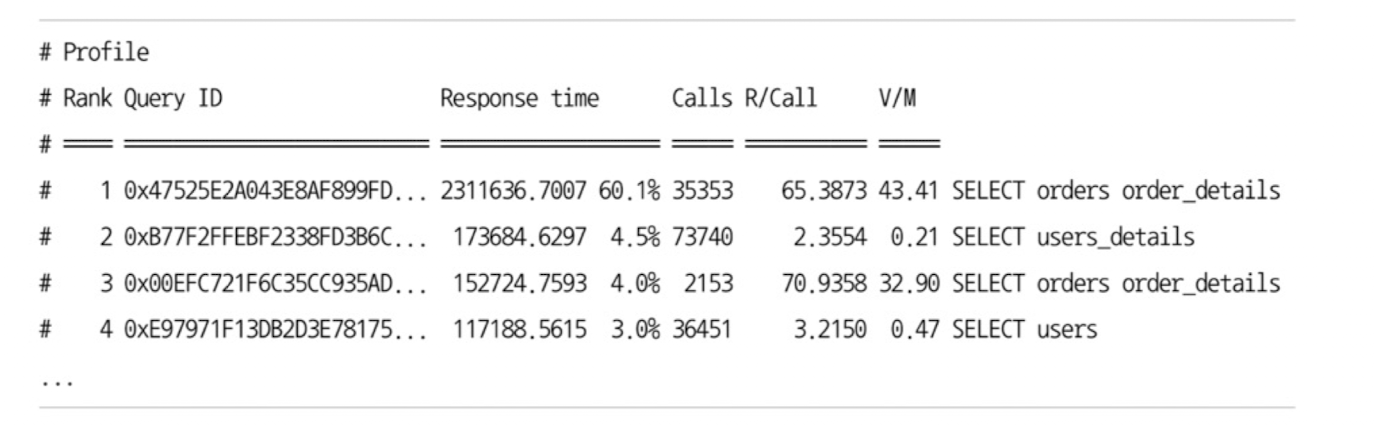 # Profile
# Rank Query ID Response time Calls R/Call V/M
# ==== ========================= ================== ===== ========== =====
# 1 0x47525E2A043E8AF899FD... 2311636.7007 60.1% 35353 65.3873 43.41 SELECT orders order_details
# 2 0xB77F2FFEBF2338FD3B6C... 173684.6297 4.5% 73740 2.3554 0.21 SELECT users_details
# 3 0x00EFC721F6C35CC935AD... 152724.7593 4.0% 2153 70.9358 32.90 SELECT orders order_details
# 4 0xE97971F13DB2D3E78175... 117188.5615 3.0% 36451 3.2150 0.47 SELECT users
...